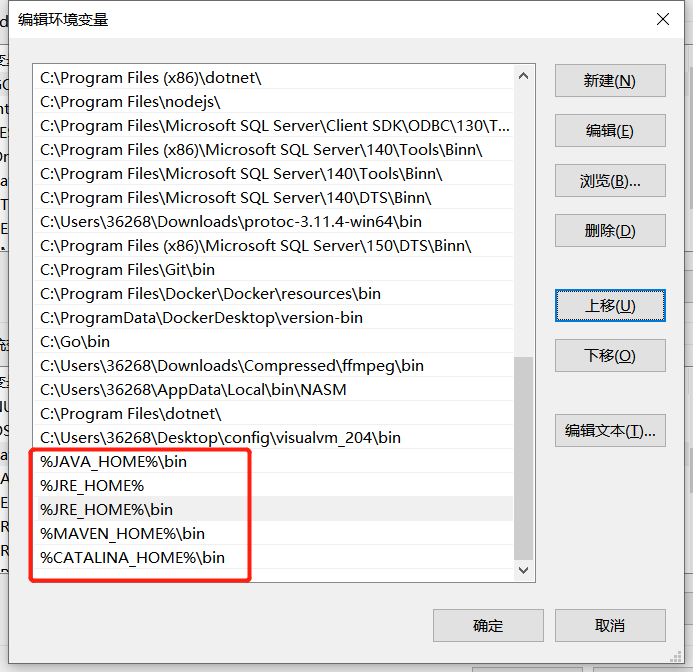 编辑环境变量
C:\Program Files (x86)\dotnet\
C:\Program Files\nodejs\
C:\Program Files\Microsoft SQL Server\Client SDK\ODBC\130\T...
C:\Program Files (x86)\Microsoft SQL Server\140\Tools\Binn\
C:\Program Files\Microsoft SQL Server\140\Tools\Binn\
C:\Program Files\Microsoft SQL Server\140\DTS\Binn\
C:\Users\36268\Downloads\protoc-3.11.4-win64\bin
C:\Program Files (x86)\Microsoft SQL Server\150\DTS\Binn\
C:\Program Files\Git\bin
C:\Program Files\Docker\Docker\resources\bin
C:\ProgramData\DockerDesktop\version-bin
C:\Go\bin
C:\Users\36268\Downloads\Compressed\ffmpeg\bin
C:\Users\36268\AppData\Local\bin\NASM
C:\Program Files\dotnet\
C:\Users\36268\Desktop\config\visualvm_204\bin
%JAVA_HOME%\bin
%JRE_HOME%
%JRE_HOME%\bin
%MAVEN_HOME%\bin
%CATALINA_HOME%\bin
新建(N)
编辑(E)
浏览(B)...
删除(D)
上移(U)
下移(O)
编辑文本(T)...
确定
取消